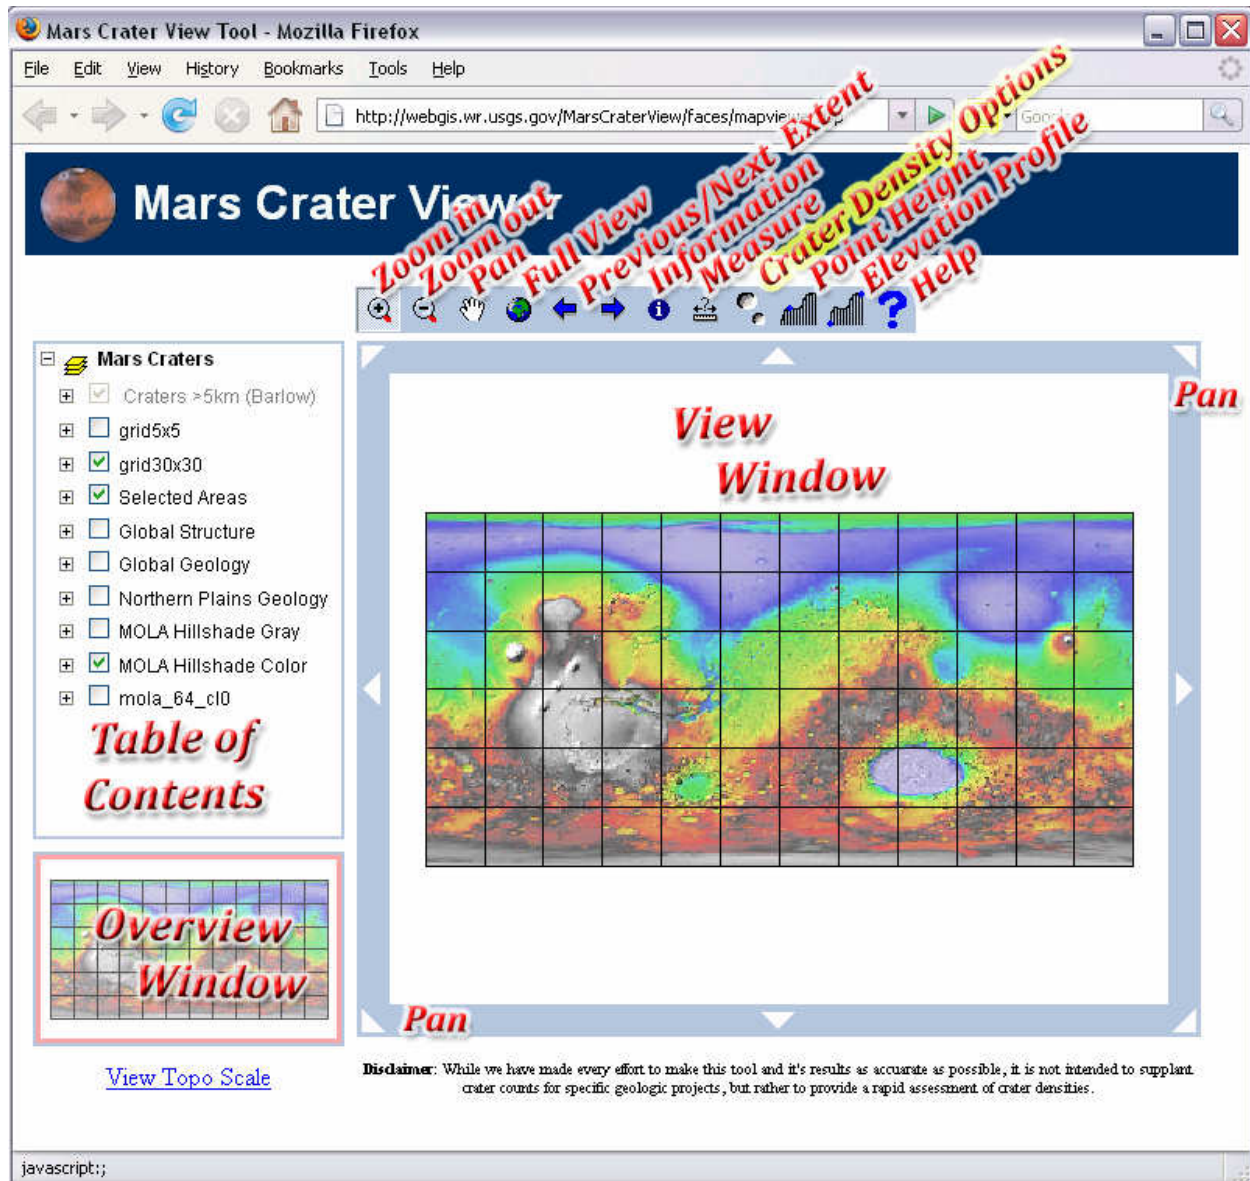 Mars Crater View Tool - Mozilla Firefox
File Edit View History Bookmarks Tools Help
http://webgis.wr.usgs.gov/MarsCraterView/faces/mapviewer
Mars Crater Viewer
Zoom in
Zoom out
Pan
Full View
Previous/Next Extent
Information
Measure
Crater Density Options
Point Height
Elevation Profile
Help
Mars Craters
Craters >5km (Barlow)
grid5x5
grid30x30
Selected Areas
Global Structure
Global Geology
Northern Plains Geology
MOLA Hillshade Gray
MOLA Hillshade Color
mola_64_cl0
Table of
Contents
Pan
View
Window
Overview
Window
Pan
View Topo Scale
Disclaimer: While we have made every effort to make this tool and it's results as accuarate as possible, it is not intended to supplant
crater counts for specific geologic projects, but rather to provide a rapid assessment of crater densities.
javascript:;